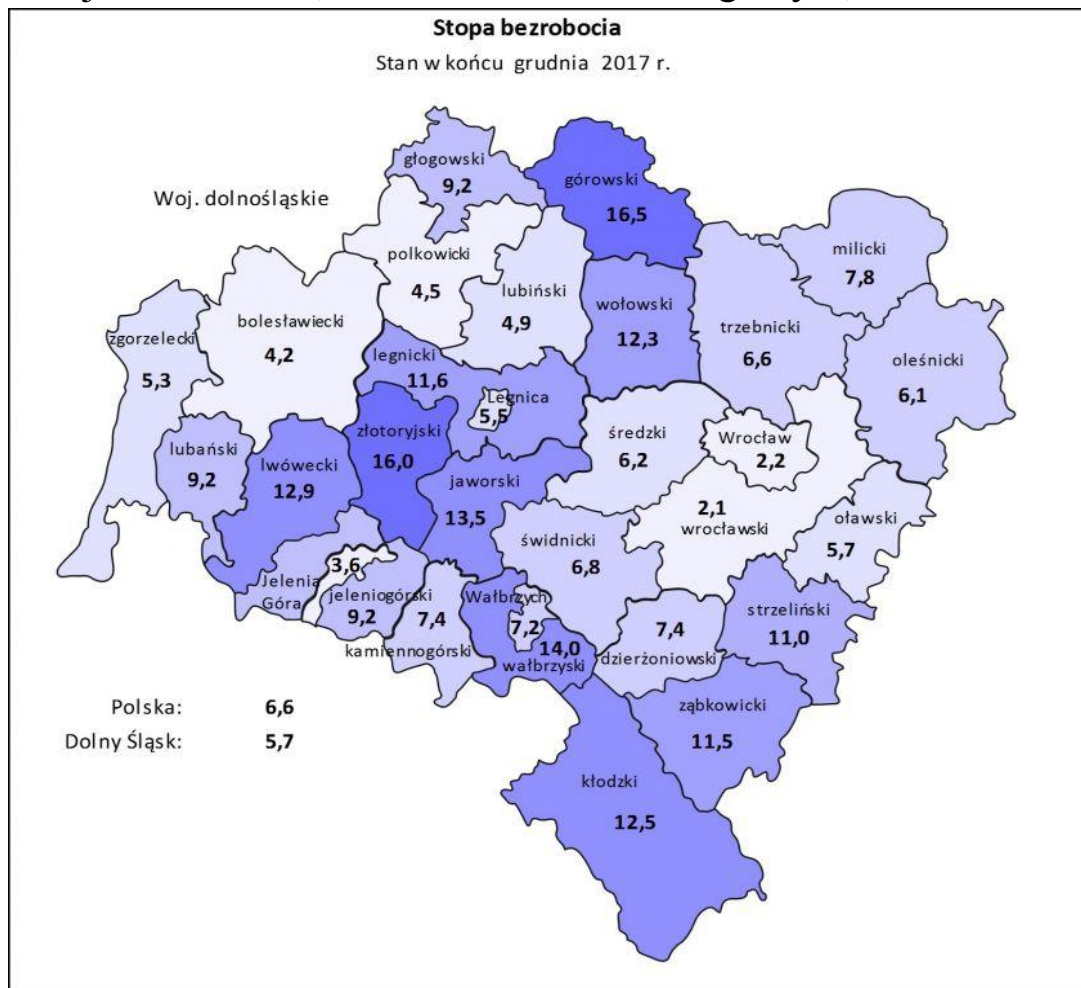 Stopa bezrobocia
Stan w końcu grudnia 2017 r.
Woj. dolnośląskie
głogowski
9,2
górowski
16,5
milicki
7,8
polkowicki
4,5
lubiński
4,9
wołowski
12,3
trzebnicki
6,6
oleśnicki
6,1
zgorzelecki
5,3
bolesławiecki
4,2
legnicki
11,6
Legnica
5,5
złotoryjski
16,0
średzki
6,2
Wrocław
2,2
lubański
9,2
lwówecki
12,9
jaworski
13,5
2,1
wrocławski
oławski
5,7
świdnicki
6,8
3,6
Jelenia
Góra
jeleniogórski
9,2
7,4
kamiennogórski
Wałbrzych
7,2
14,0
wałbrzyski
7,4
dzierżoniowski
strzeliński
11,0
ząbkowicki
11,5
kłodzki
12,5
Polska: 6,6
Dolny Śląsk: 5,7